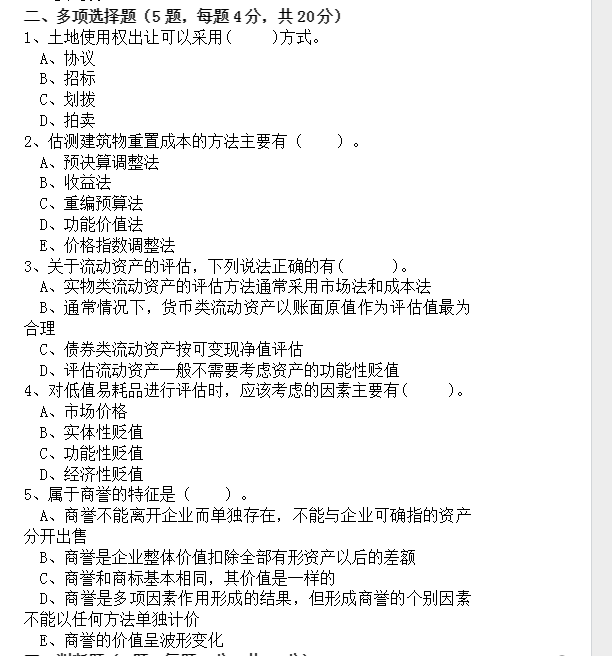 二、多项选择题（5 题，每题 4 分，共 20 分）
1、土地使用权出让可以采用(     )方式。
A、协议
B、招标
C、划拨
D、拍卖
2、估测建筑物重置成本的方法主要有（    ）。
A、预决算调整法
B、收益法
C、重编预算法
D、功能价值法
E、价格指数调整法
3、关于流动资产的评估，下列说法正确的有(      )。
A、实物类流动资产的评估方法通常采用市场法和成本法
B、通常情况下，货币类流动资产以账面原值作为评估值最为
合理
C、债券类流动资产按可变现净值评估
D、评估流动资产一般不需要考虑资产的功能性贬值
4、对低值易耗品进行评估时，应该考虑的因素主要有(     )。
A、市场价格
B、实体性贬值
C、功能性贬值
D、经济性贬值
5、属于商誉的特征是（    ）。
A、商誉不能离开企业而单独存在，不能与企业可确指的资产
分开出售
B、商誉是企业整体价值扣除全部有形资产以后的差额
C、商誉和商标基本相同，其价值是一样的
D、商誉是多项因素作用形成的结果，但形成商誉的个别因素
不能以任何方法单独计价
E、商誉的价值呈波形变化